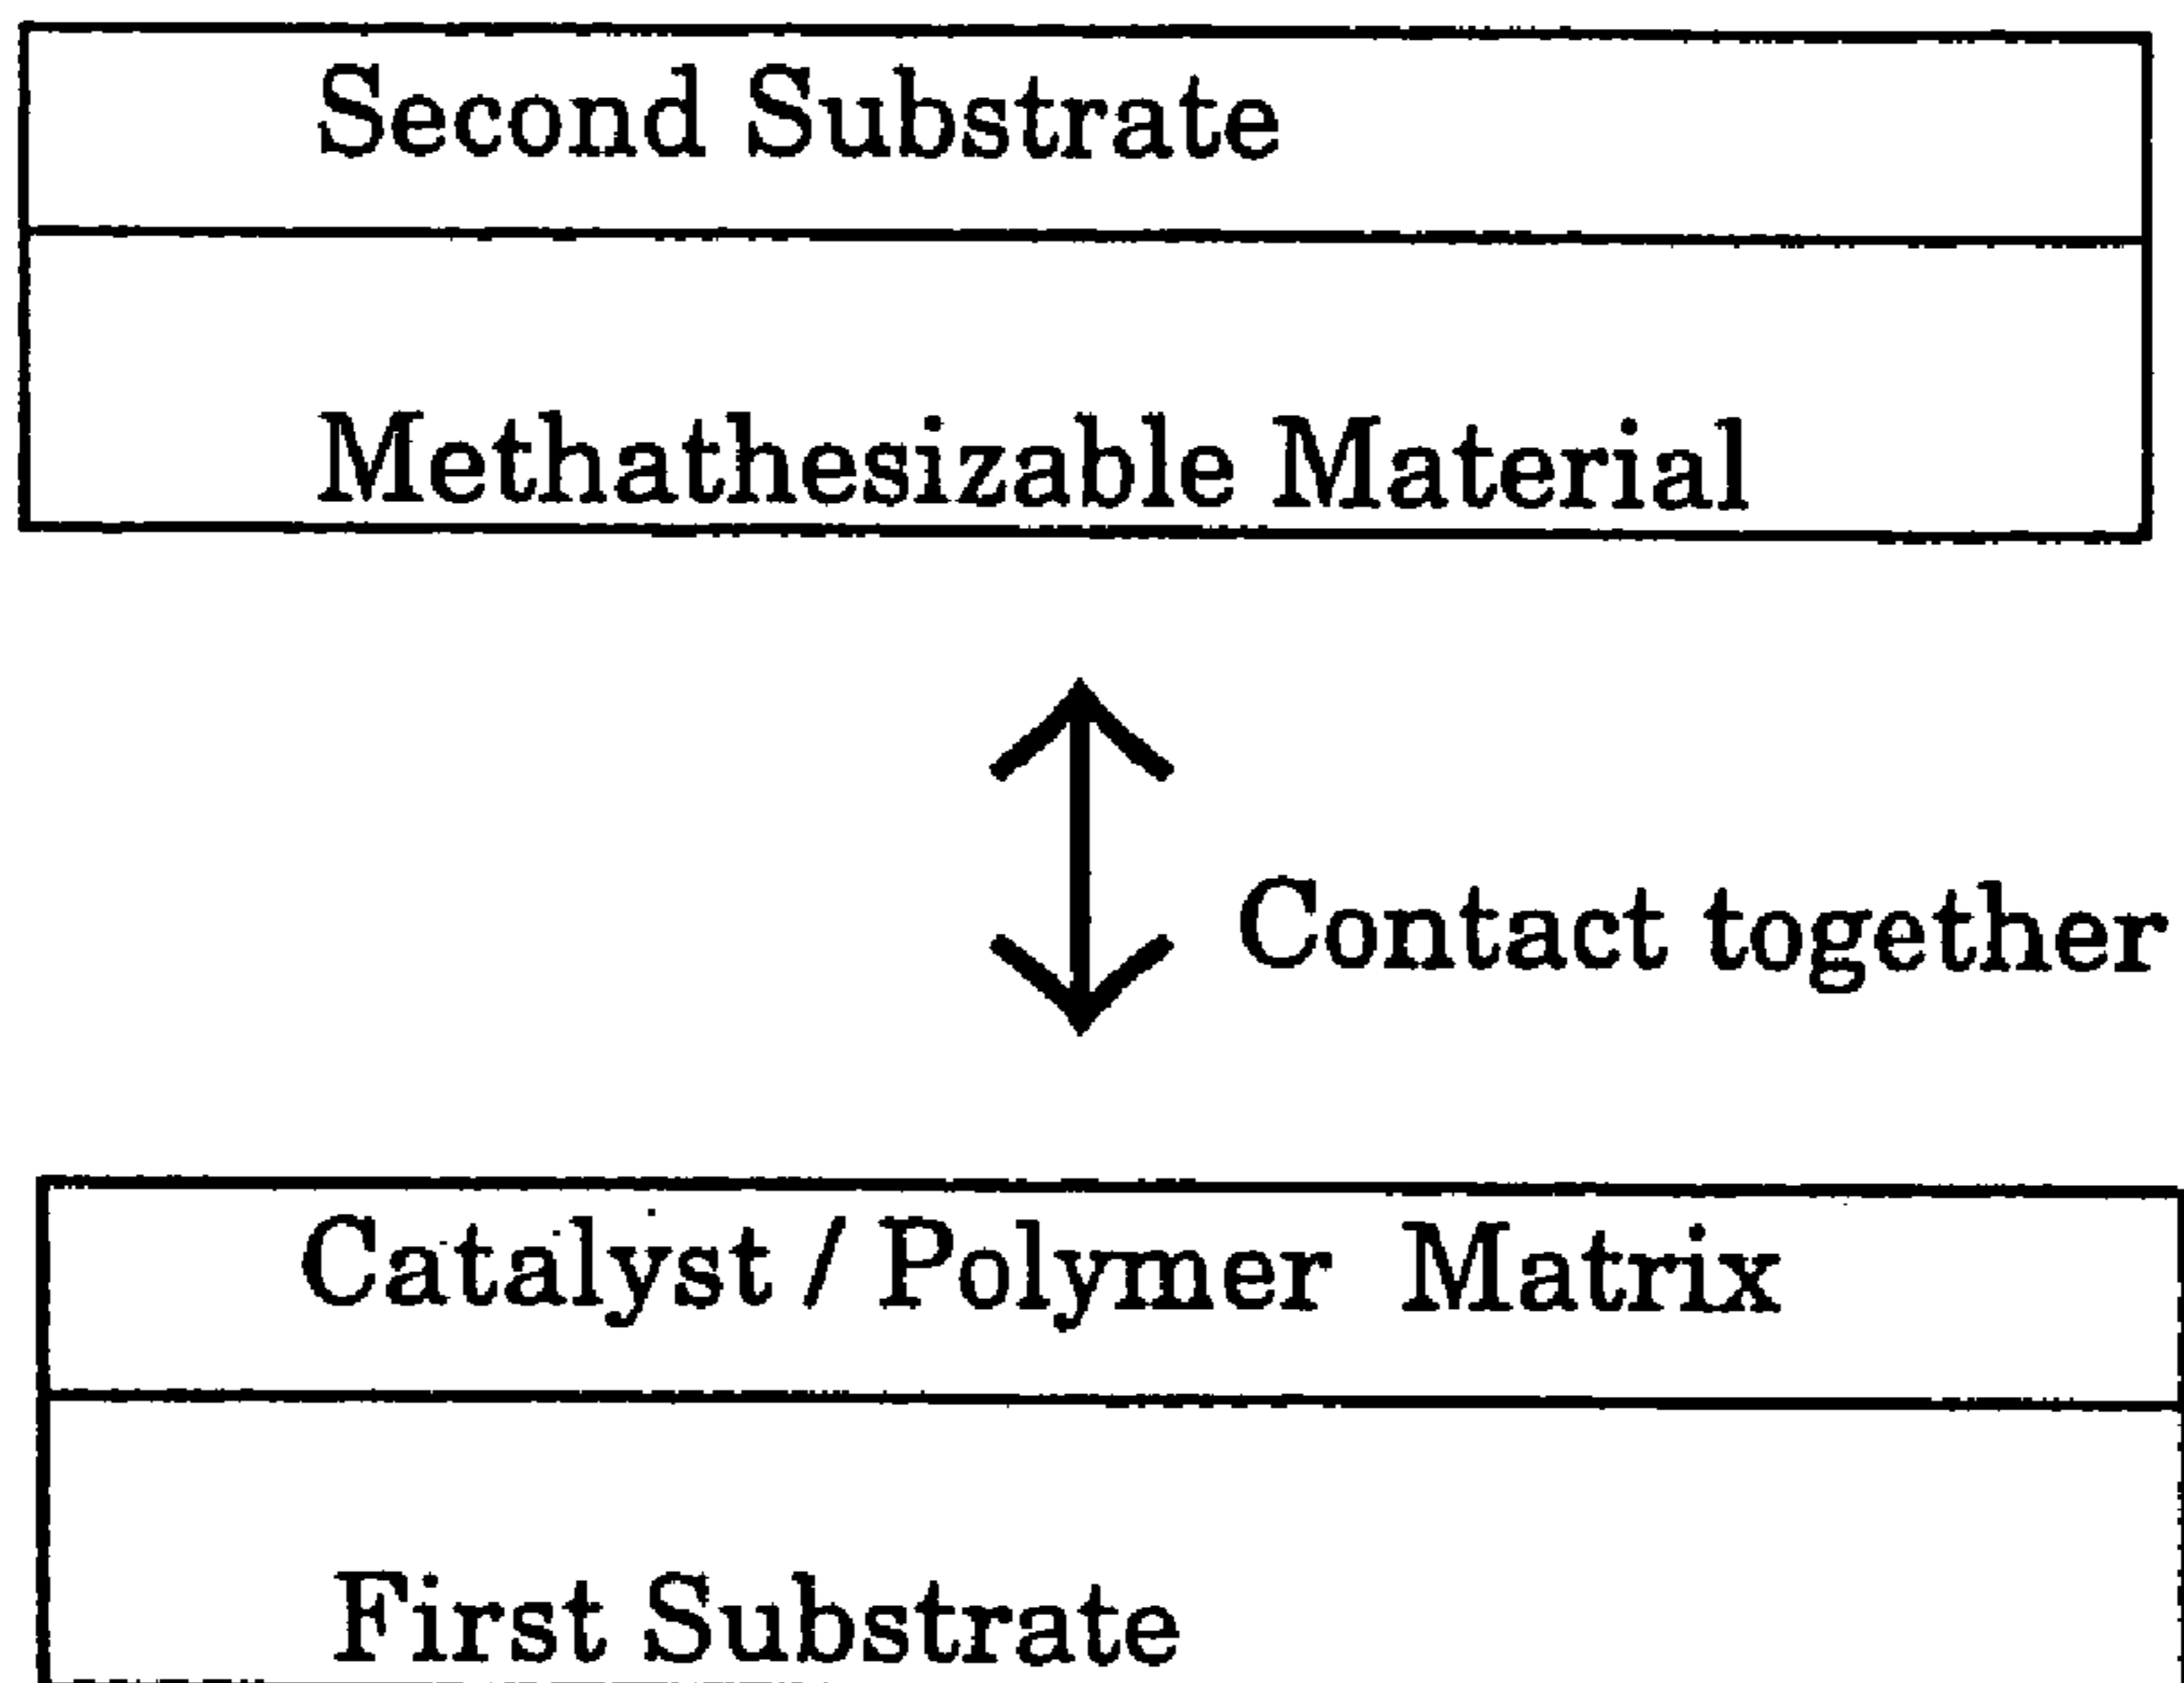 Second Substrate
Methathesizable Material
Contact together
Catalyst / Polymer Matrix
First Substrate